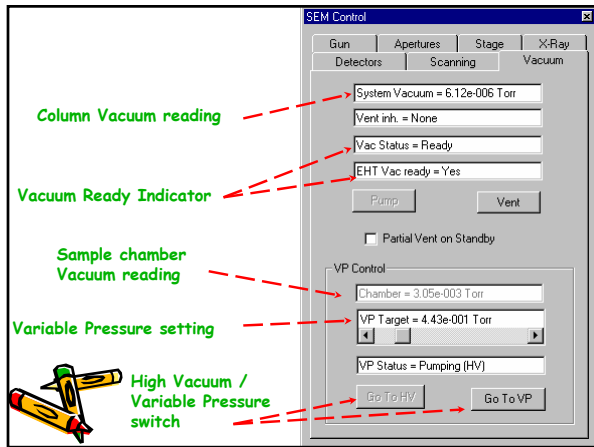 SEM Control
Gun Apertures Stage X-Ray
Detectors Scanning Vacuum
System Vacuum = 6.12e-006 Torr
Column Vacuum reading
Vent inh. = None
Vac Status = Ready
EHT Vac ready = Yes
Vacuum Ready Indicator
Pump Vent
Partial Vent on Standby
Sample chamber
Vacuum reading
VP Control
Chamber = 3.05e-003 Torr
VP Target = 4.43e-001 Torr
Variable Pressure setting
VP Status = Pumping (HV)
High Vacuum /
Variable Pressure
switch
Go To HV Go To VP